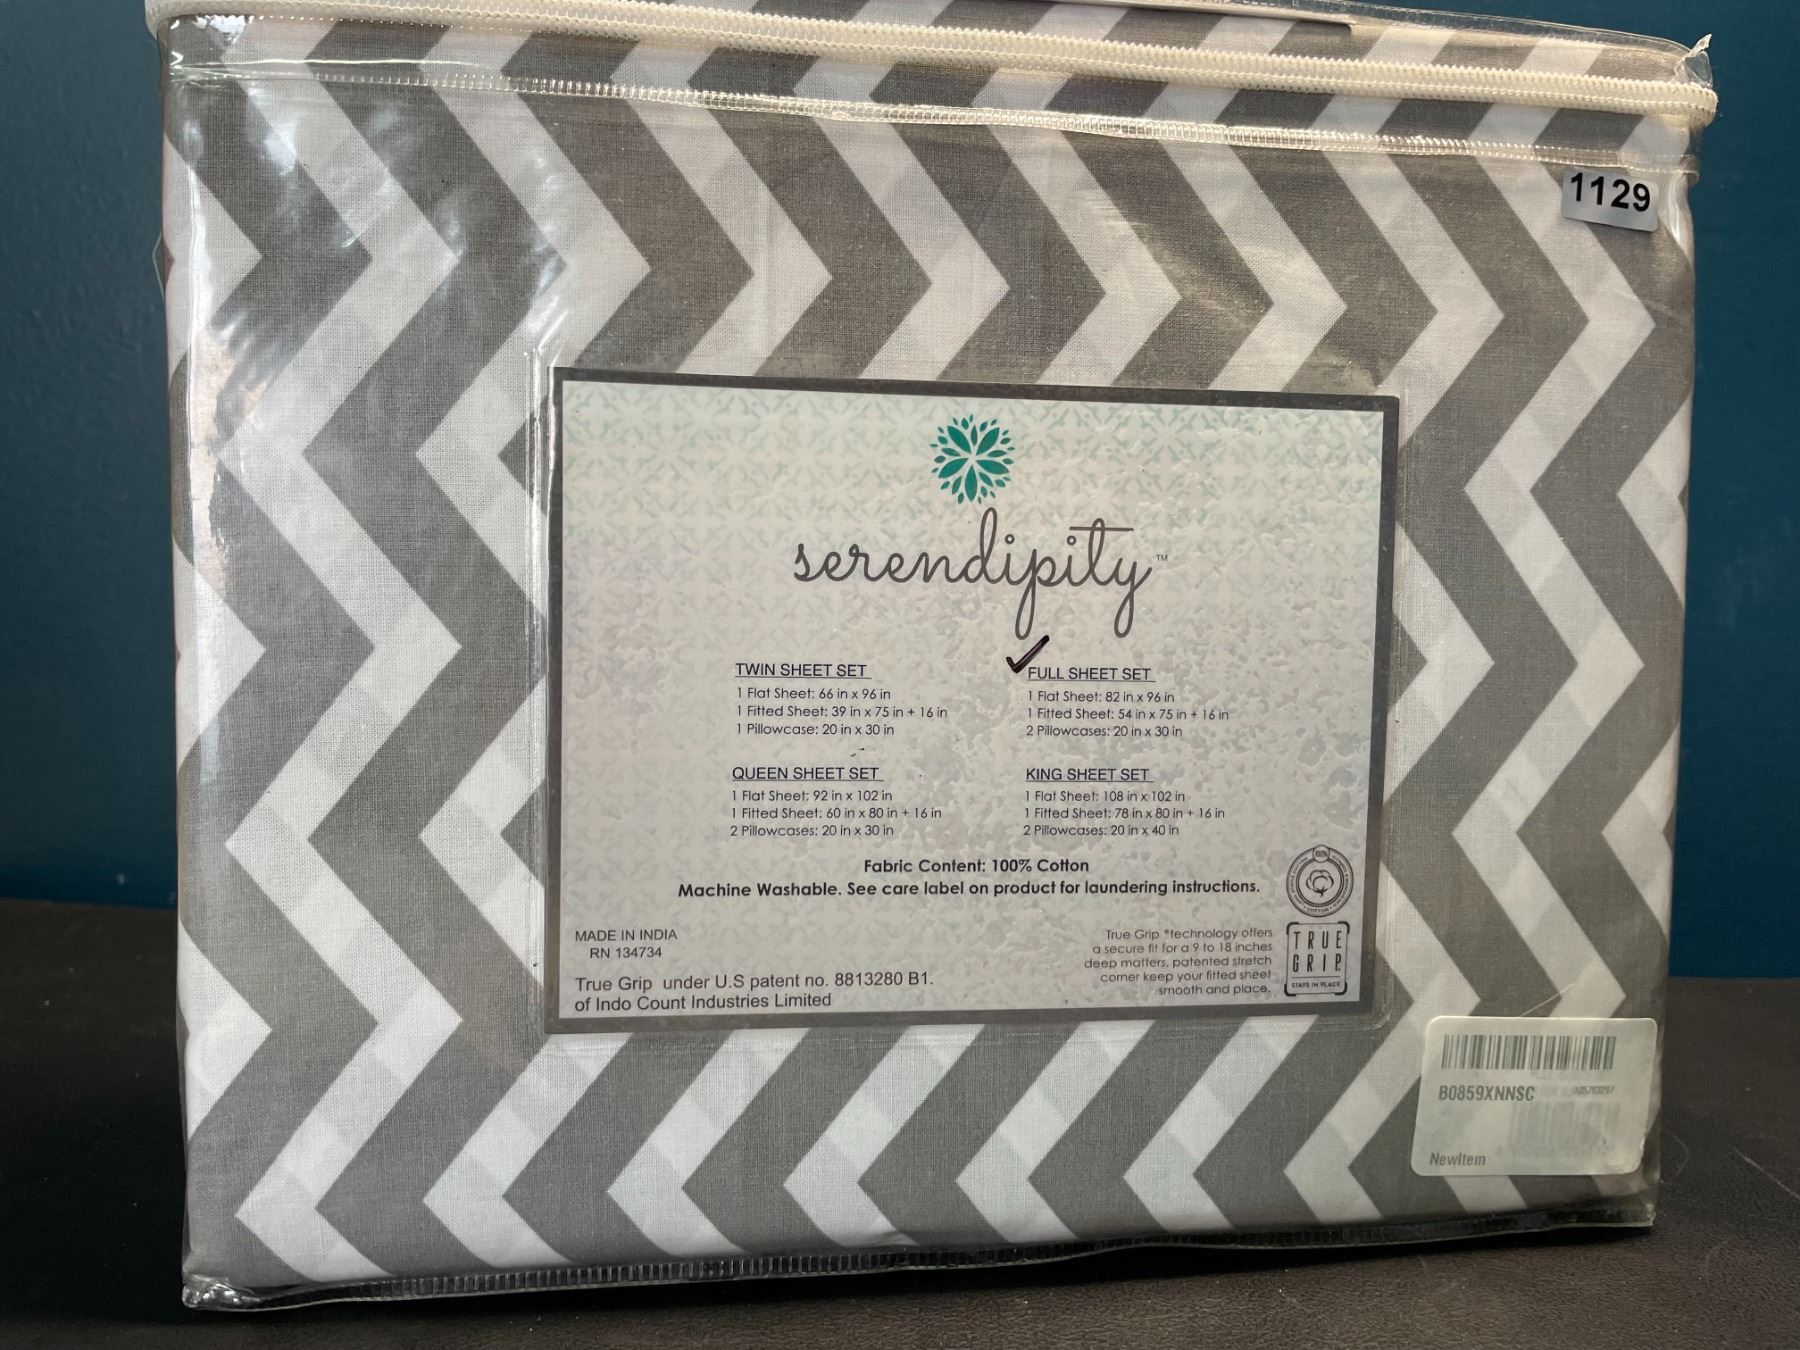 1129
serendipity™
TWIN SHEET SET
1 Flat Sheet: 66 in x 96 in
1 Fitted Sheet: 39 in x 75 in + 16 in
1 Pillowcase: 20 in x 30 in
FULL SHEET SET
1 Flat Sheet: 82 in x 96 in
1 Fitted Sheet: 54 in x 75 in + 16 in
2 Pillowcases: 20 in x 30 in
QUEEN SHEET SET
1 Flat Sheet: 92 in x 102 in
1 Fitted Sheet: 60 in x 80 in + 16 in
2 Pillowcases: 20 in x 30 in
KING SHEET SET
1 Flat Sheet: 108 in x 102 in
1 Fitted Sheet: 78 in x 80 in + 16 in
2 Pillowcases: 20 in x 40 in
Fabric Content: 100% Cotton
Machine Washable. See care label on product for laundering instructions.
100%
COTTON
MADE IN INDIA
RN 134734
True Grip under U.S patent no. 8813280 B1.
of Indo Count Industries Limited
True Grip ®technology offers
a secure fit for a 9 to 18 inches
deep matters, patented stretch
corner keep your fitted sheet
smooth and place.
TRUE
GRIP
STAYS IN PLACE
B0859XNNSC
NewItem